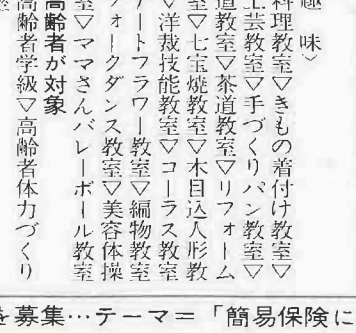 趣　味〉
料理教室▽きもの着付け教室▽
工芸教室▽手づくりパン教室▽
道教室▽茶道教室▽リフォーム
室▽七宝焼教室▽木目込人形教
▽洋裁技能教室▽コーラス教室
ートフラワー教室▽編物教室
フォークダンス教室▽美容体操
室▽ママさんバレーボール教室
高齢者が対象
高齢者学級▽高齢者体力づくり
を募集…テーマ＝「簡易保険に